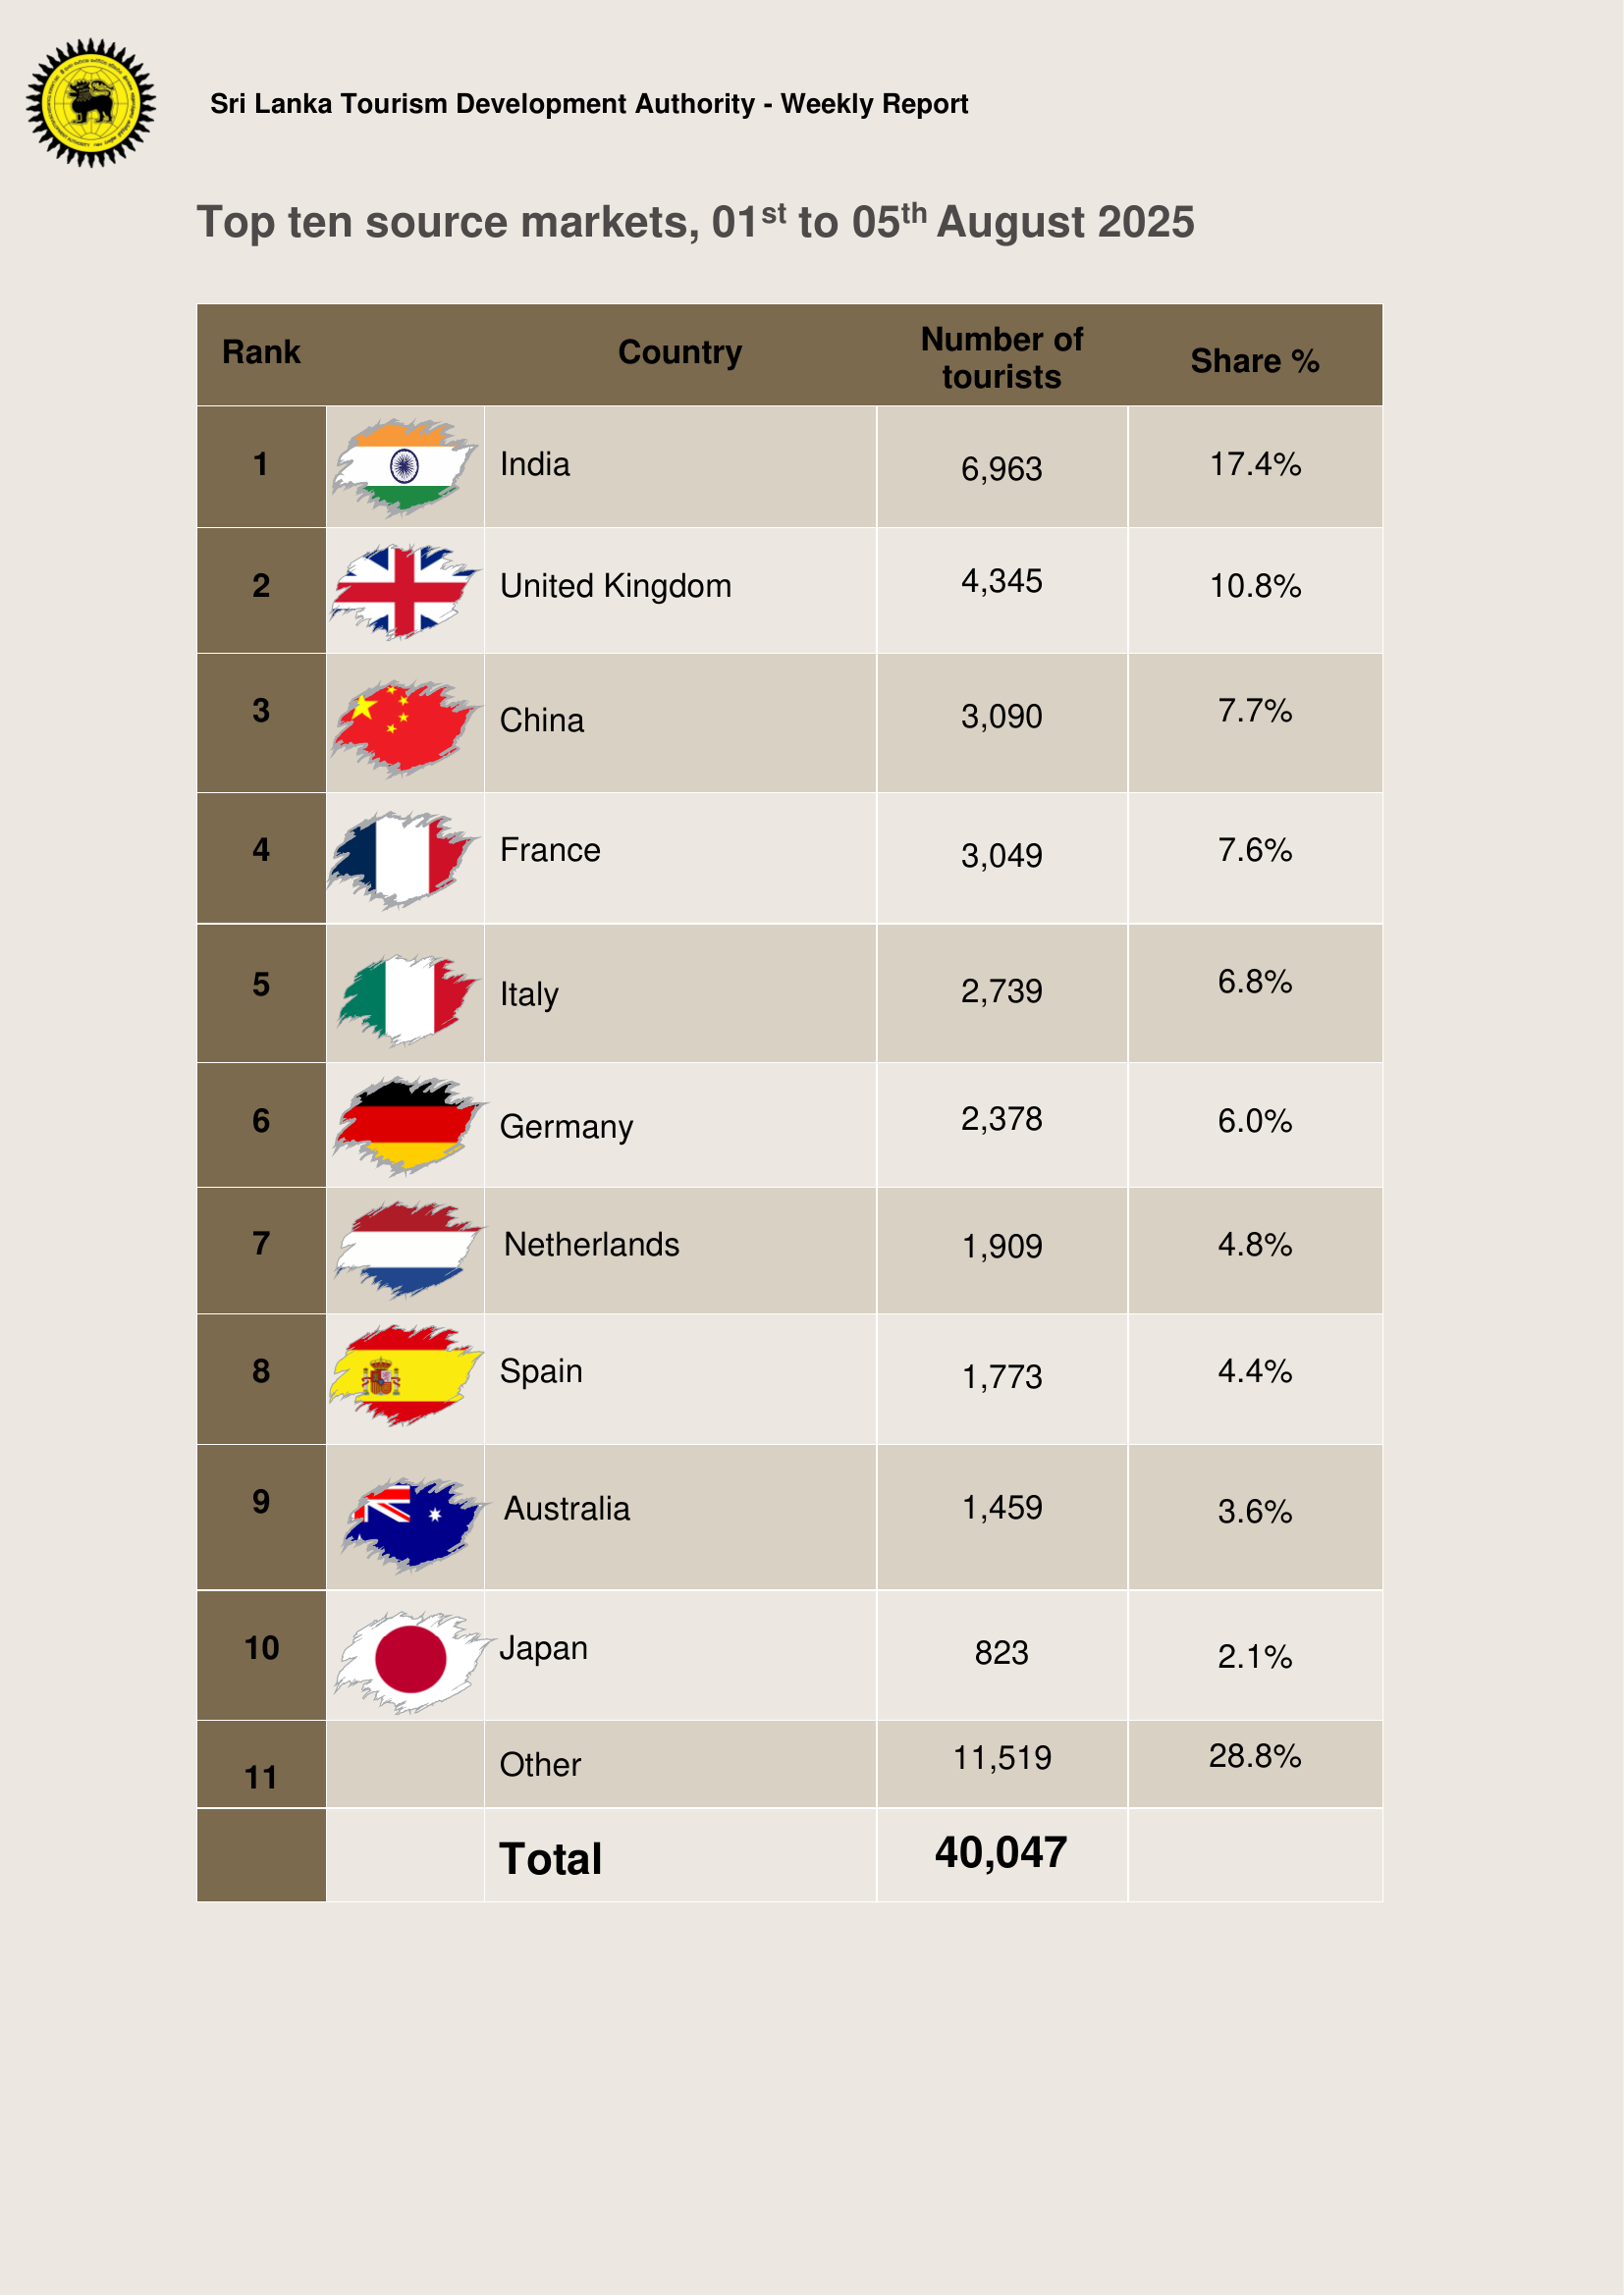 Sri Lanka Tourism Development Authority - Weekly Report
Top ten source markets, 01st to 05th August 2025
Rank Country Number of tourists Share %
1 India 6,963 17.4%
2 United Kingdom 4,345 10.8%
3 China 3,090 7.7%
4 France 3,049 7.6%
5 Italy 2,739 6.8%
6 Germany 2,378 6.0%
7 Netherlands 1,909 4.8%
8 Spain 1,773 4.4%
9 Australia 1,459 3.6%
10 Japan 823 2.1%
11 Other 11,519 28.8%
Total 40,047